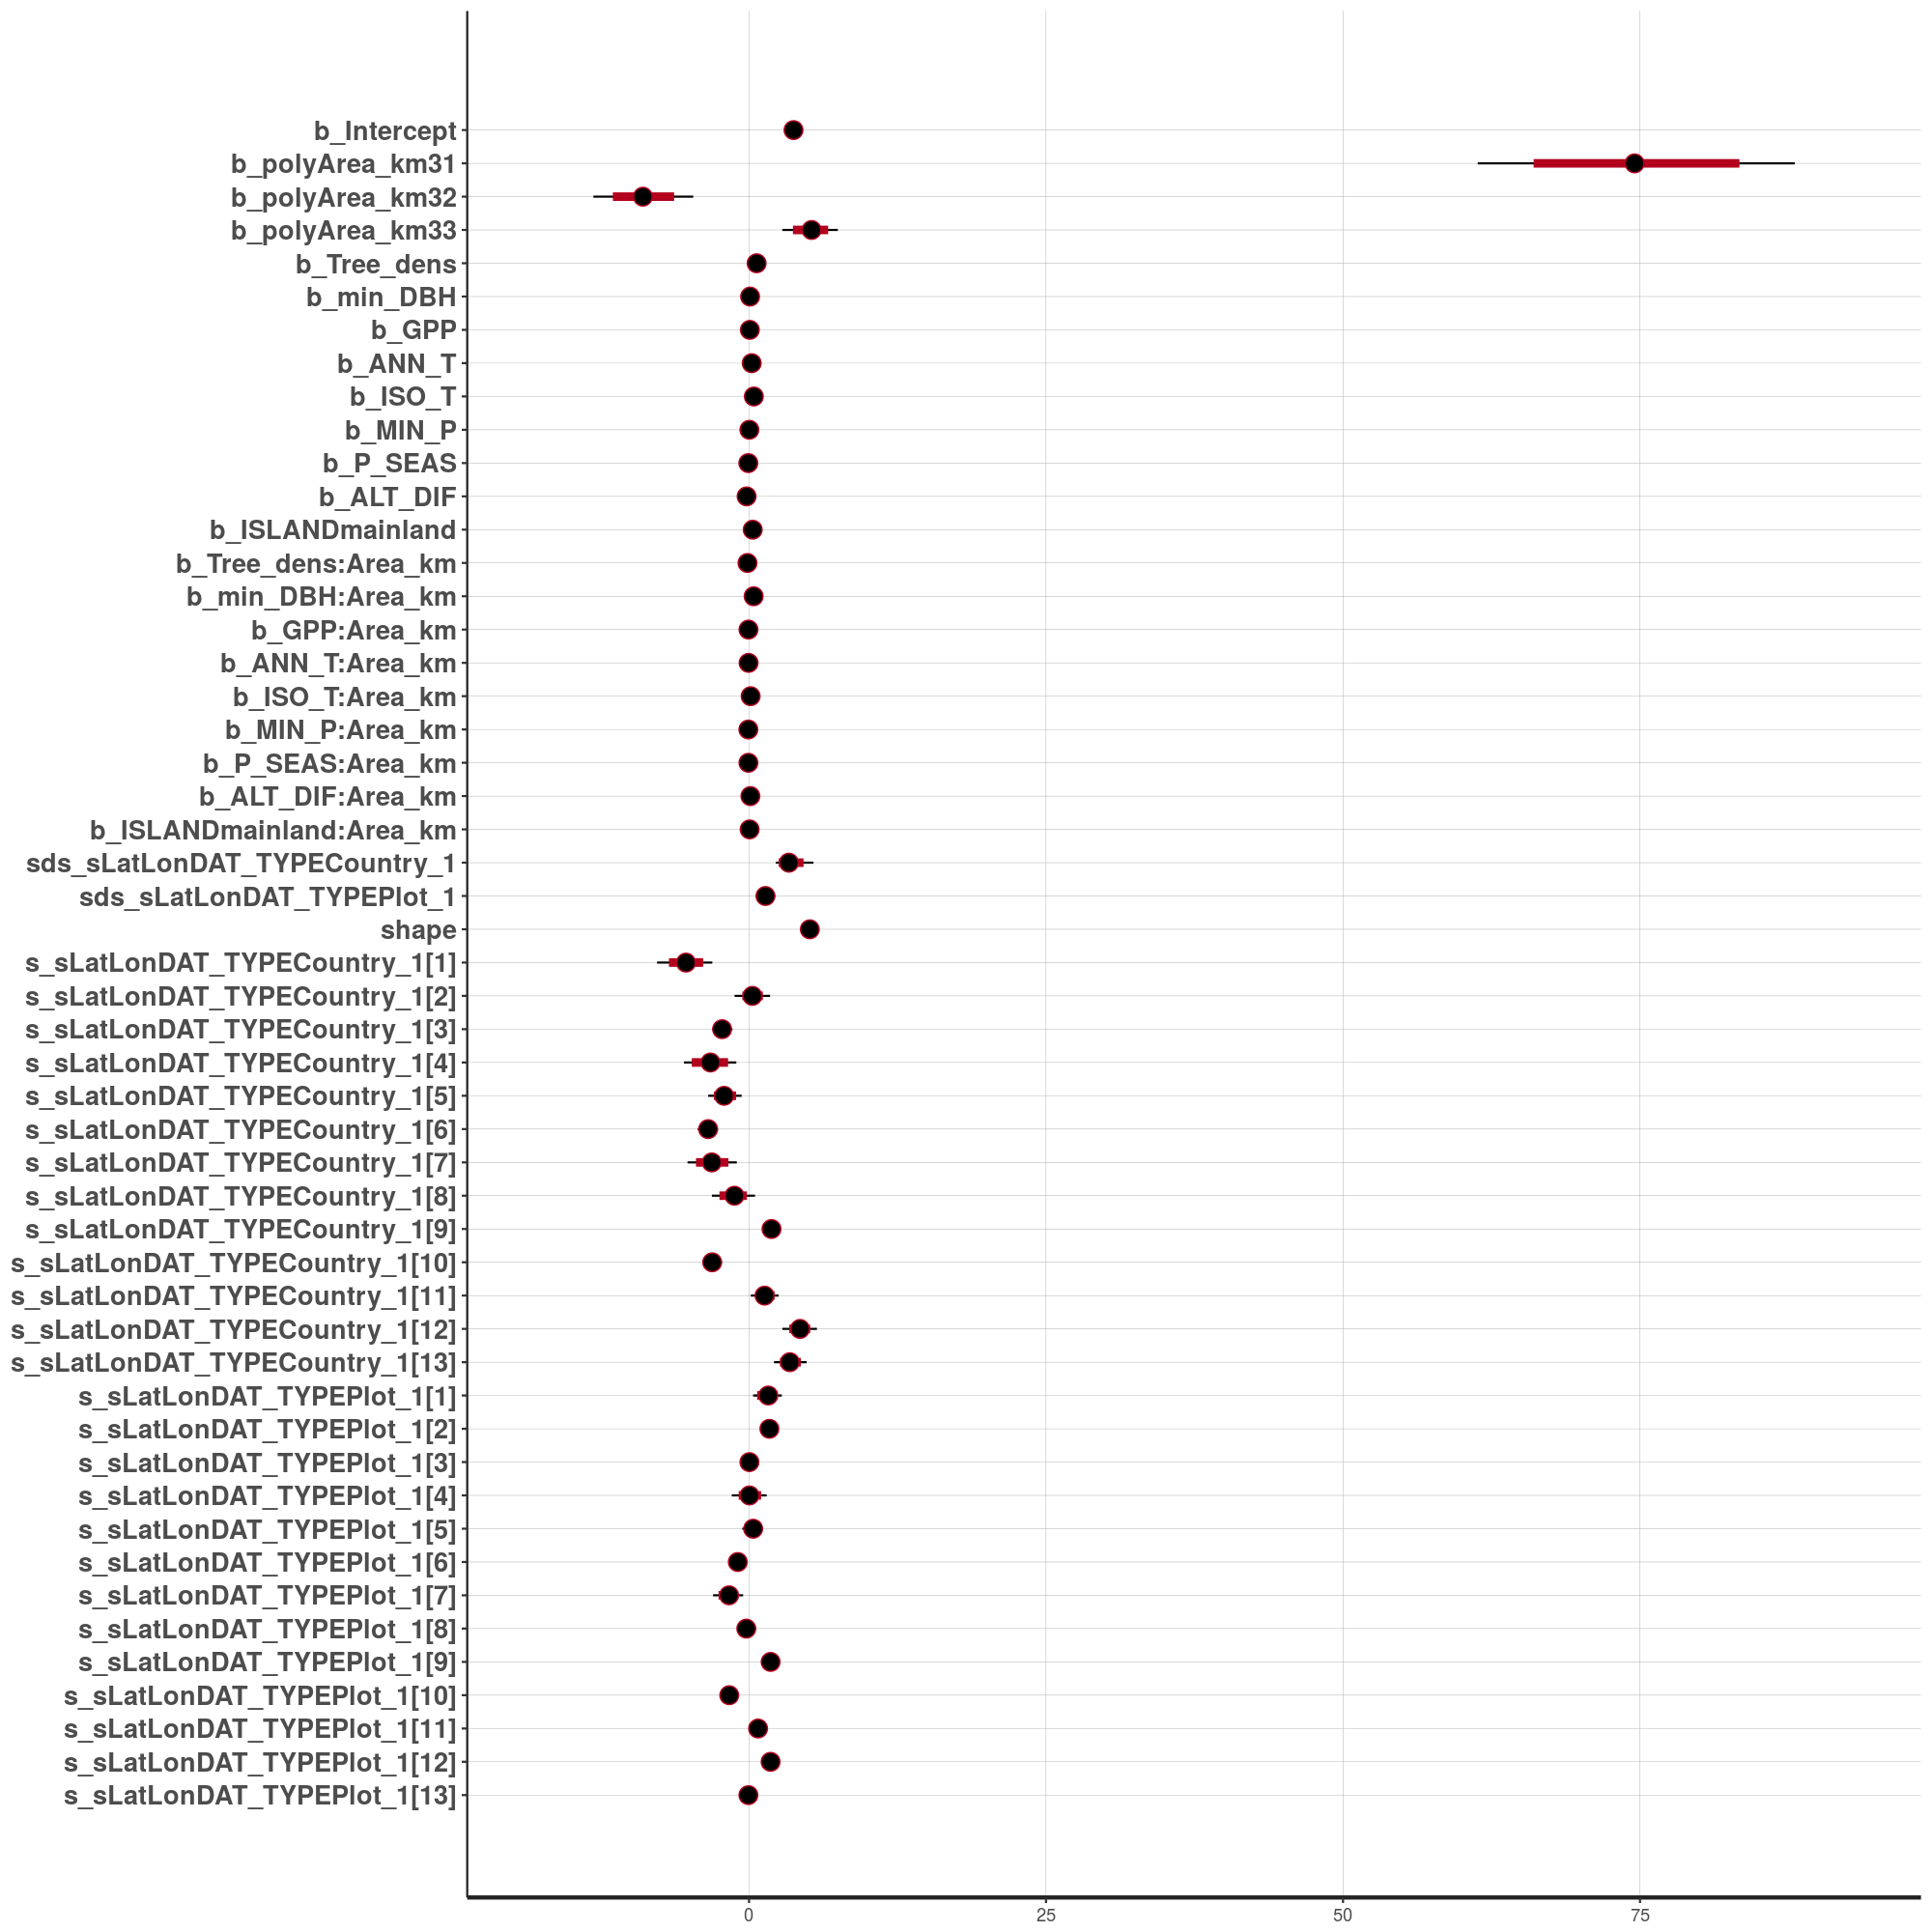 b_Intercept
b_polyArea_km31
b_polyArea_km32
b_polyArea_km33
b_Tree_dens
b_min_DBH
b_GPP
b_ANN_T
b_ISO_T
b_MIN_P
b_P_SEAS
b_ALT_DIF
b_ISLANDmainland
b_Tree_dens:Area_km
b_min_DBH:Area_km
b_GPP:Area_km
b_ANN_T:Area_km
b_ISO_T:Area_km
b_MIN_P:Area_km
b_P_SEAS:Area_km
b_ALT_DIF:Area_km
b_ISLANDmainland:Area_km
sds_sLatLonDAT_TYPECountry_1
sds_sLatLonDAT_TYPEPlot_1
shape
s_sLatLonDAT_TYPECountry_1[1]
s_sLatLonDAT_TYPECountry_1[2]
s_sLatLonDAT_TYPECountry_1[3]
s_sLatLonDAT_TYPECountry_1[4]
s_sLatLonDAT_TYPECountry_1[5]
s_sLatLonDAT_TYPECountry_1[6]
s_sLatLonDAT_TYPECountry_1[7]
s_sLatLonDAT_TYPECountry_1[8]
s_sLatLonDAT_TYPECountry_1[9]
s_sLatLonDAT_TYPECountry_1[10]
s_sLatLonDAT_TYPECountry_1[11]
s_sLatLonDAT_TYPECountry_1[12]
s_sLatLonDAT_TYPECountry_1[13]
s_sLatLonDAT_TYPEPlot_1[1]
s_sLatLonDAT_TYPEPlot_1[2]
s_sLatLonDAT_TYPEPlot_1[3]
s_sLatLonDAT_TYPEPlot_1[4]
s_sLatLonDAT_TYPEPlot_1[5]
s_sLatLonDAT_TYPEPlot_1[6]
s_sLatLonDAT_TYPEPlot_1[7]
s_sLatLonDAT_TYPEPlot_1[8]
s_sLatLonDAT_TYPEPlot_1[9]
s_sLatLonDAT_TYPEPlot_1[10]
s_sLatLonDAT_TYPEPlot_1[11]
s_sLatLonDAT_TYPEPlot_1[12]
s_sLatLonDAT_TYPEPlot_1[13]
0 25 50 75